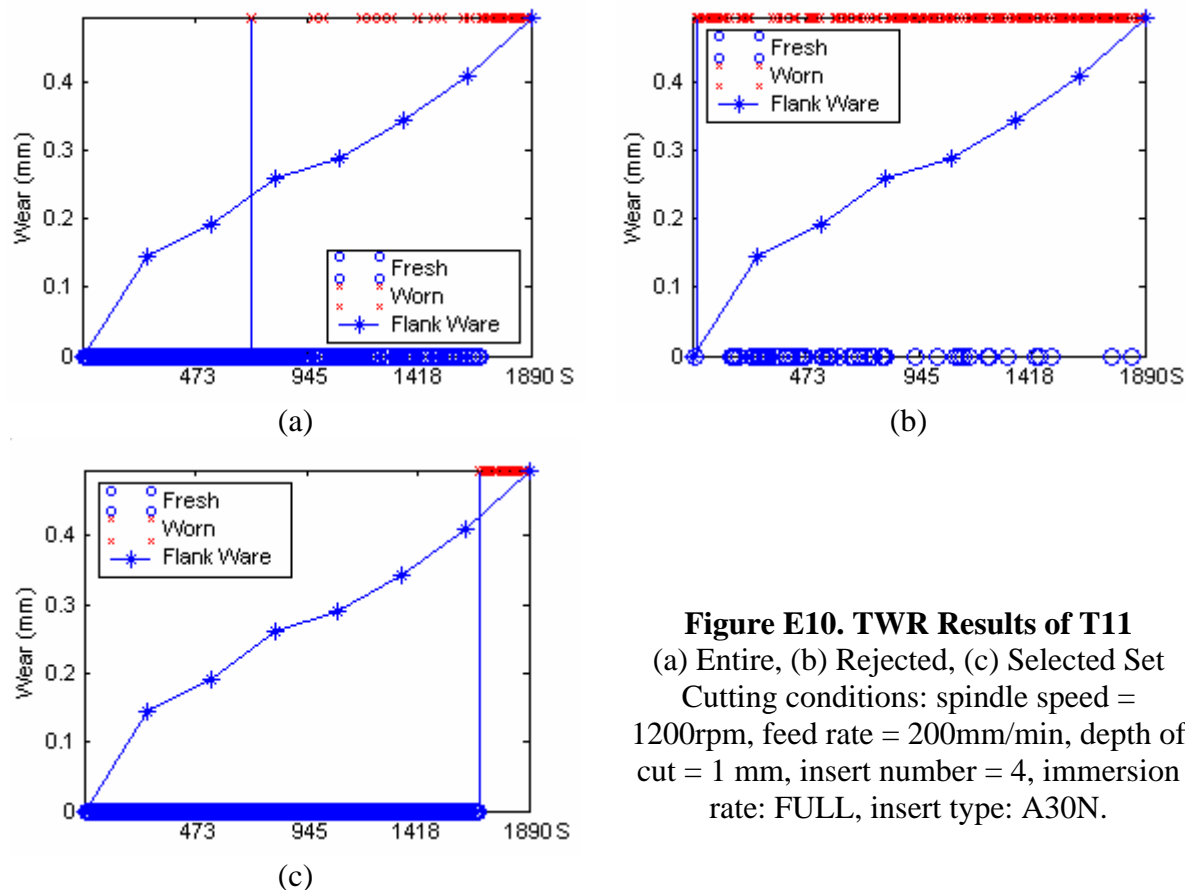 0.4
0.3
0.2
0.1
0
Wear (mm)
Fresh
Worn
Flank Ware
473
945
1418
1890 S
(a)
0.4
0.3
0.2
0.1
0
Wear (mm)
Fresh
Worn
Flank Ware
473
945
1418
1890 S
(b)
0.4
0.3
0.2
0.1
0
Wear (mm)
Fresh
Worn
Flank Ware
473
945
1418
1890 S
(c)
Figure E10. TWR Results of T11
(a) Entire, (b) Rejected, (c) Selected Set
Cutting conditions: spindle speed =
1200rpm, feed rate = 200mm/min, depth of
cut = 1 mm, insert number = 4, immersion
rate: FULL, insert type: A30N.